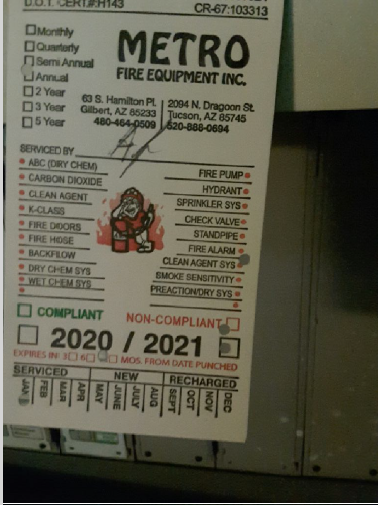 D.O.T. CERT.#:H143
CR-67:103313
Monthly
Quarterly
Semi Annual
Annual
2 Year
3 Year
5 Year
METRO
FIRE EQUIPMENT INC.
63 S. Hamilton Pl.
Gilbert, AZ 85233
480-464-0509
2094 N. Dragoon St.
Tucson, AZ 85745
520-888-0694
SERVICED BY
ABC (DRY CHEM)
CARBON DIOXIDE
CLEAN AGENT
K-CLASS
FIRE DOORS
FIRE HOSE
BACKFLOW
DRY CHEM SYS
WET CHEM SYS
FIRE PUMP
HYDRANT
SPRINKLER SYS
CHECK VALVE
STANDPIPE
FIRE ALARM
CLEAN AGENT SYS
SMOKE SENSITIVITY
PREACTION/DRY SYS
COMPLIANT
NON-COMPLIANT
2020 / 2021
EXPIRES IN: 3 6 MOS. FROM DATE PUNCHED
SERVICED NEW RECHARGED
JAN FEB MAR APR MAY JUNE JULY AUG SEPT OCT NOV DEC